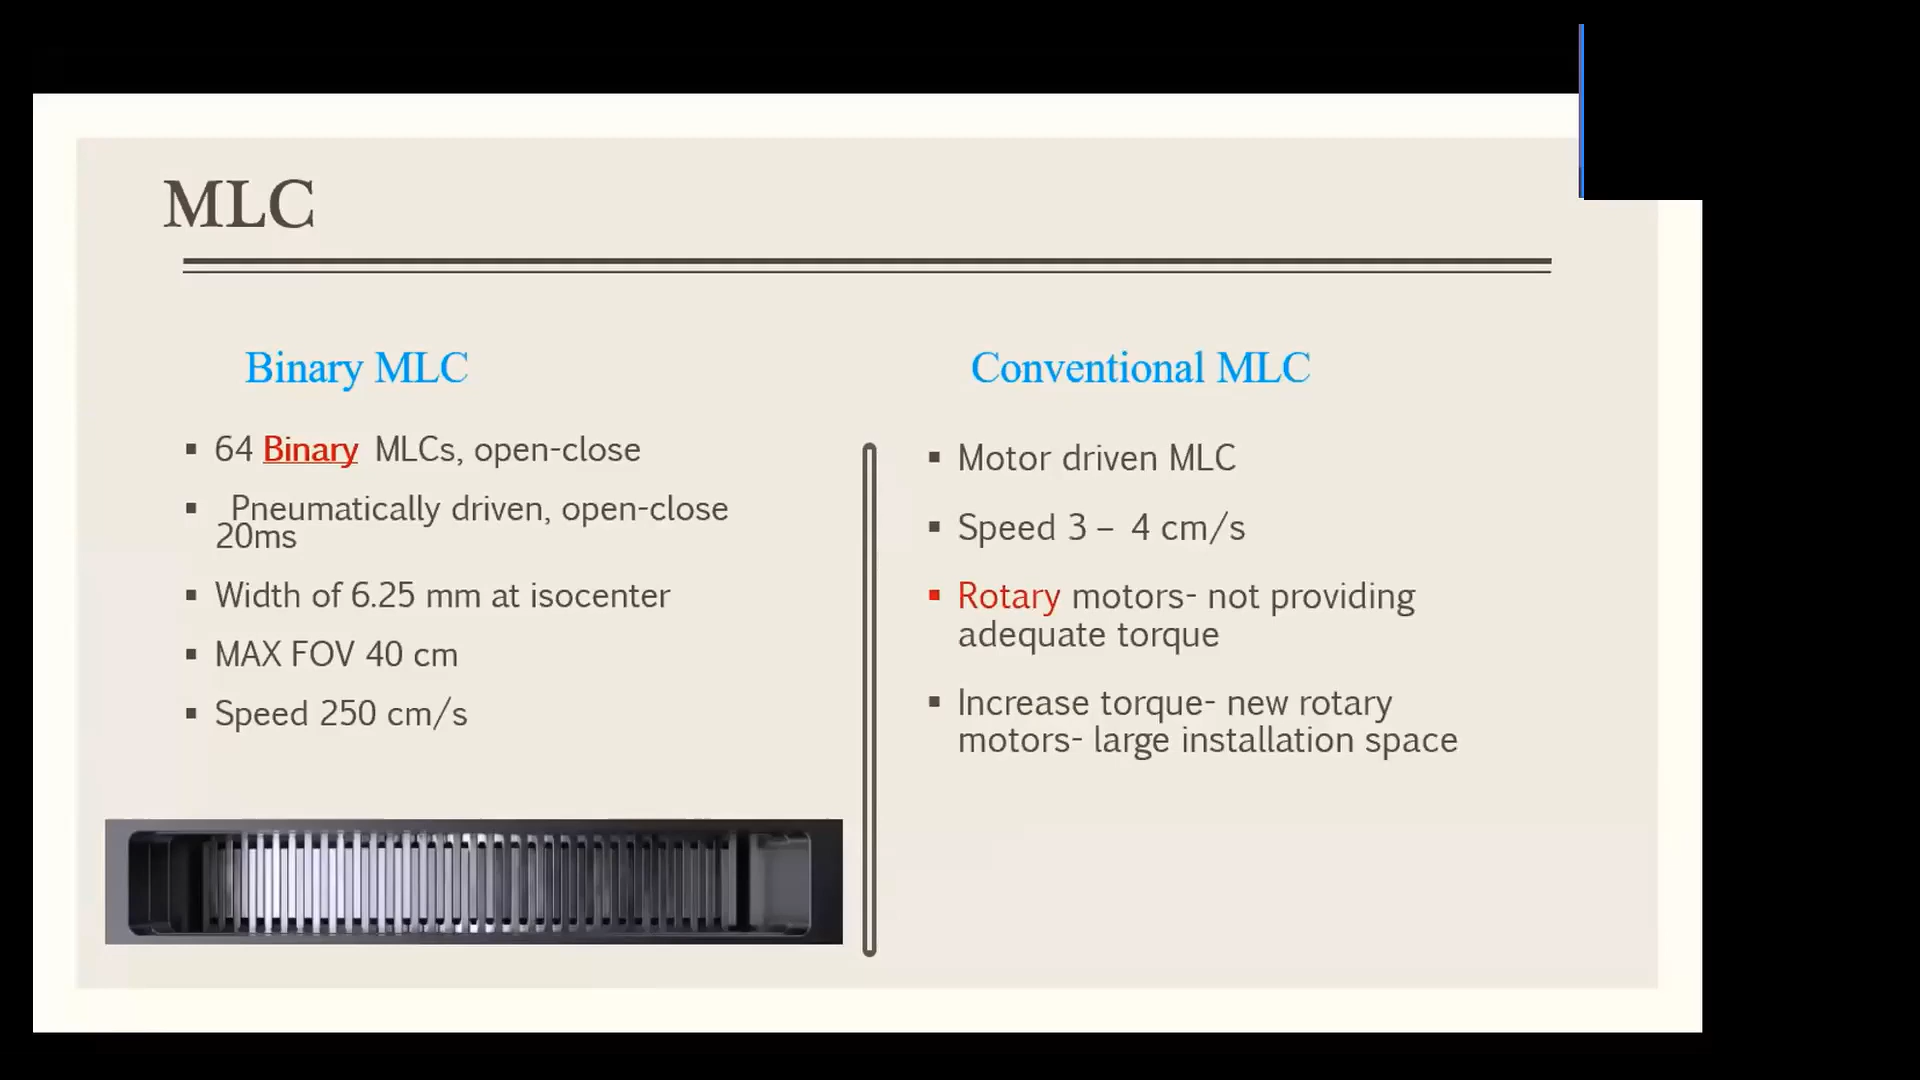 MLC
Binary MLC
64 Binary MLCs, open-close
Pneumatically driven, open-close
20ms
Width of 6.25 mm at isocenter
MAX FOV 40 cm
Speed 250 cm/s
Conventional MLC
Motor driven MLC
Speed 3 – 4 cm/s
Rotary motors- not providing
adequate torque
Increase torque- new rotary
motors- large installation space